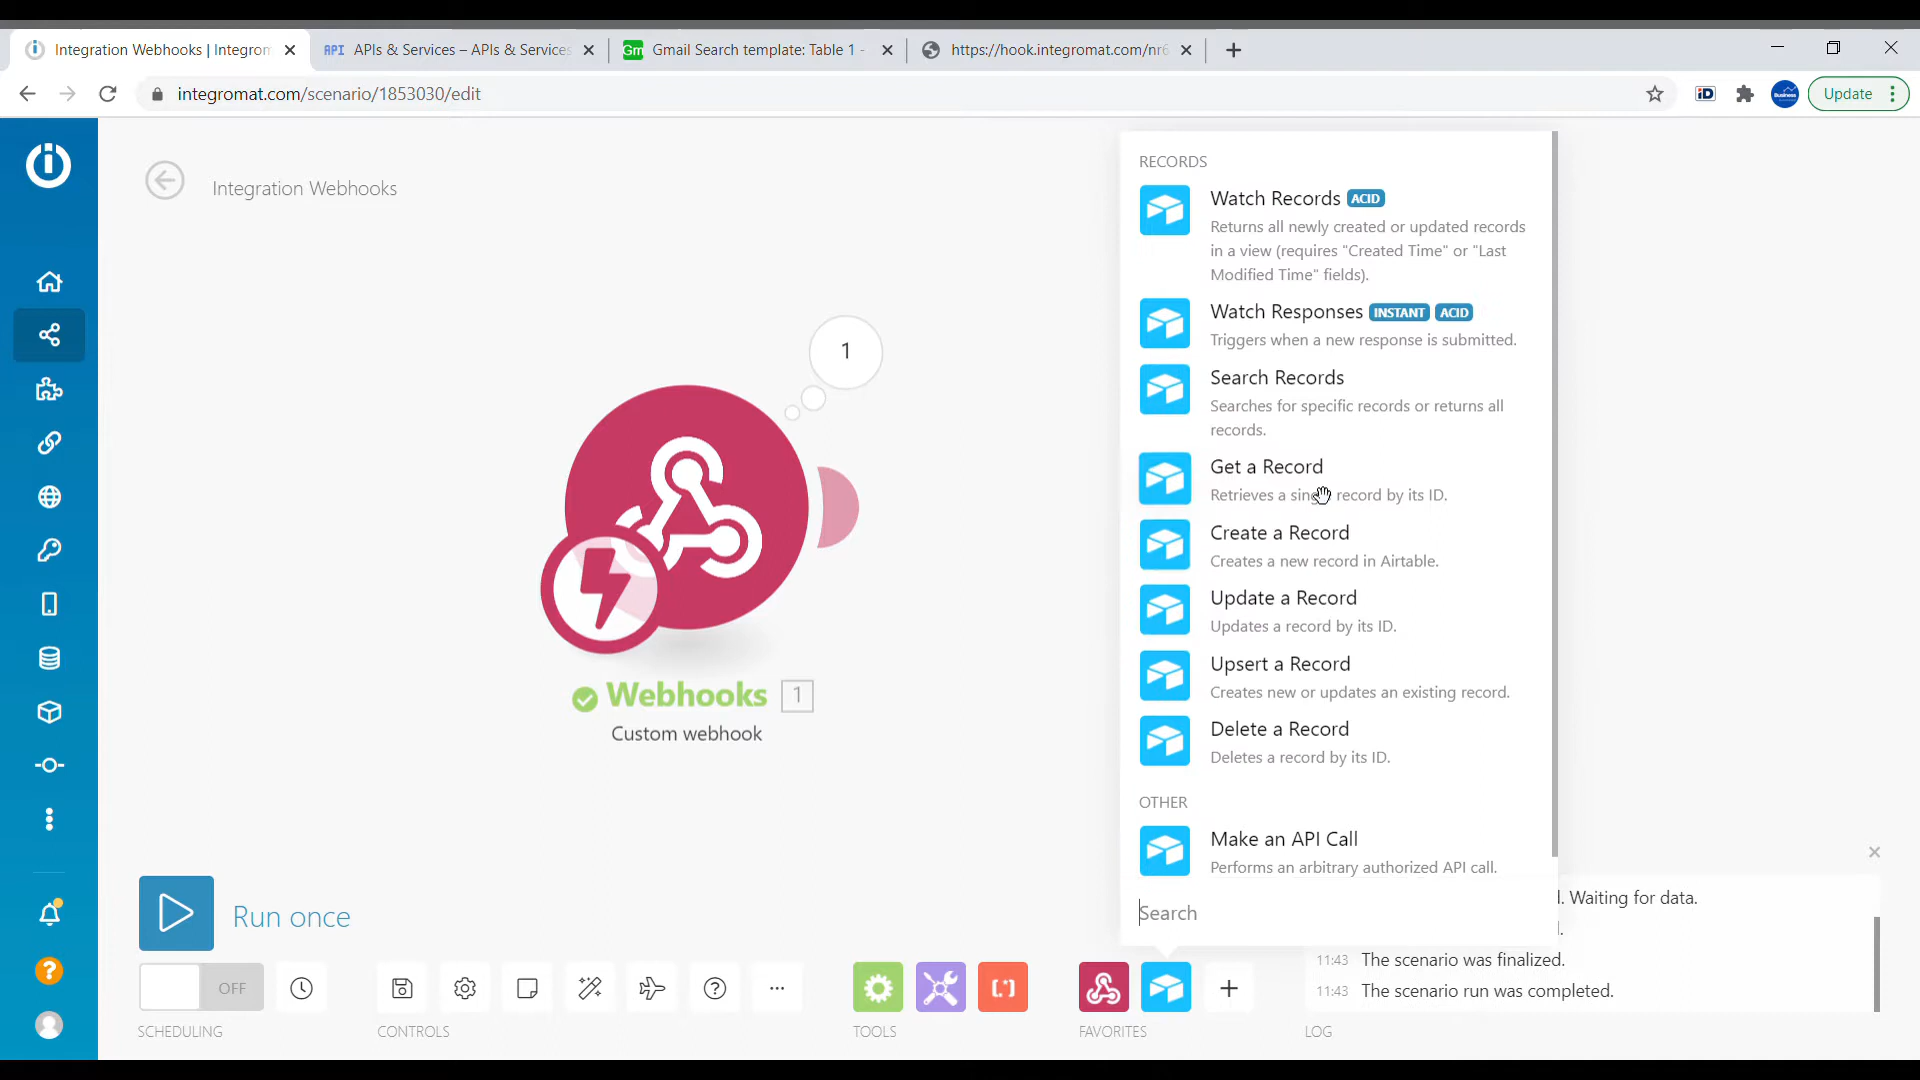 Integration Webhooks | Integrom
API APIs & Services – APIs & Services
Gm Gmail Search template: Table 1 -
https://hook.integromat.com/nr6
integromat.com/scenario/1853030/edit
iD
Business
Update
Integration Webhooks
1
Webhooks 1
Custom webhook
RECORDS
Watch Records ACID
Returns all newly created or updated records
in a view (requires "Created Time" or "Last
Modified Time" fields).
Watch Responses INSTANT ACID
Triggers when a new response is submitted.
Search Records
Searches for specific records or returns all
records.
Get a Record
Retrieves a record by its ID.
Create a Record
Creates a new record in Airtable.
Update a Record
Updates a record by its ID.
Upsert a Record
Creates new or updates an existing record.
Delete a Record
Deletes a record by its ID.
OTHER
Make an API Call
Performs an arbitrary authorized API call.
Search
Run once
OFF
SCHEDULING
CONTROLS
TOOLS
FAVORITES
. Waiting for data.
11:43 The scenario was finalized.
11:43 The scenario run was completed.
LOG